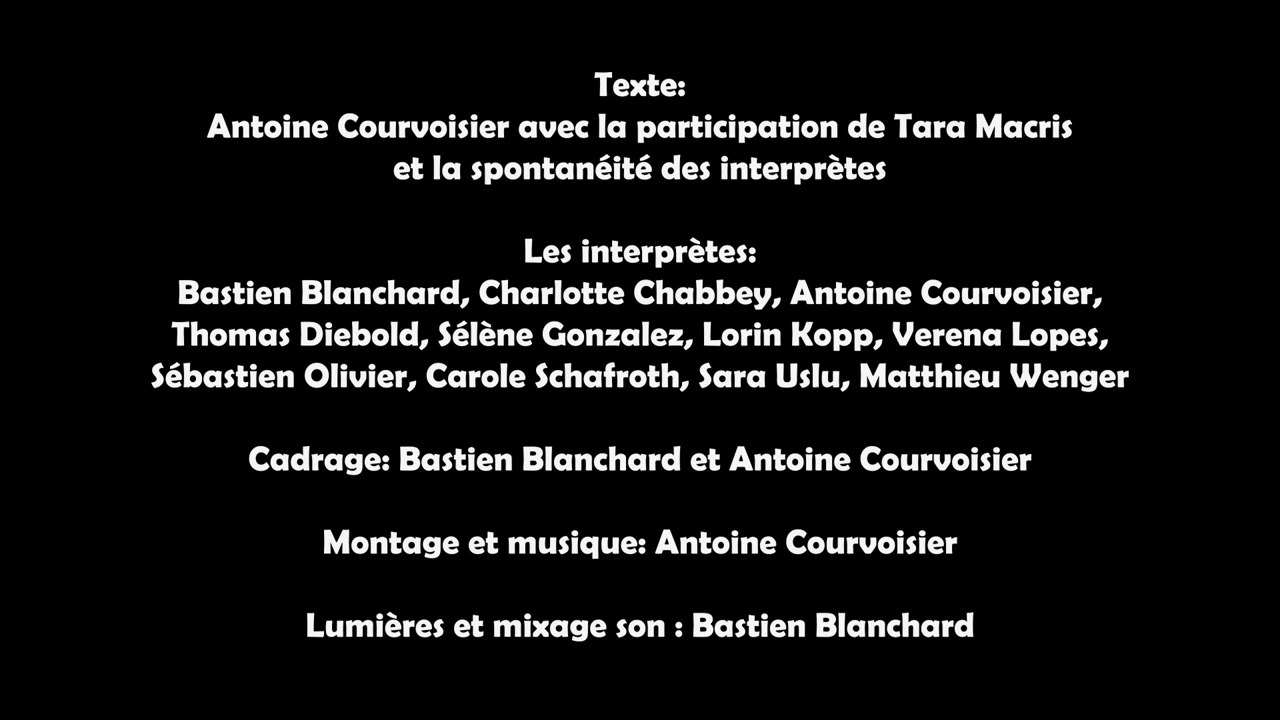 Texte:
Antoine Courvoisier avec la participation de Tara Macris
et la spontanéité des interprètes
Les interprètes:
Bastien Blanchard, Charlotte Chabbey, Antoine Courvoisier,
Thomas Diebold, Sélène Gonzalez, Lorin Kopp, Verena Lopes,
Sébastien Olivier, Carole Schafroth, Sara Uslu, Matthieu Wenger
Cadrage: Bastien Blanchard et Antoine Courvoisier
Montage et musique: Antoine Courvoisier
Lumières et mixage son : Bastien Blanchard